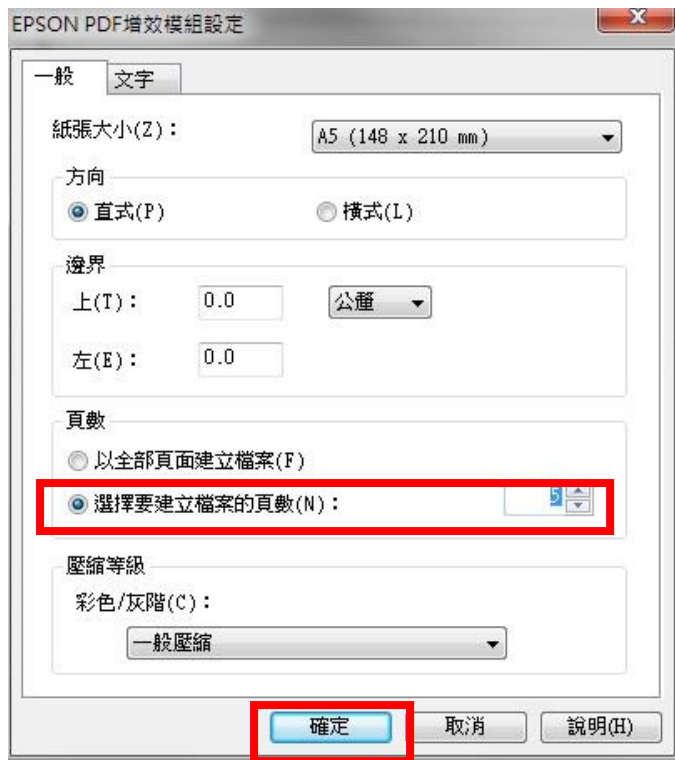 EPSON PDF增效模組設定
一般 文字
紙張大小(Z)： A5 (148 x 210 mm)
方向
直式(P) 橫式(L)
邊界
上(T)： 0.0 公釐
左(E)： 0.0
頁數
以全部頁面建立檔案(F)
選擇要建立檔案的頁數(N)： 5
壓縮等級
彩色/灰階(C)：
一般壓縮
確定 取消 說明(H)